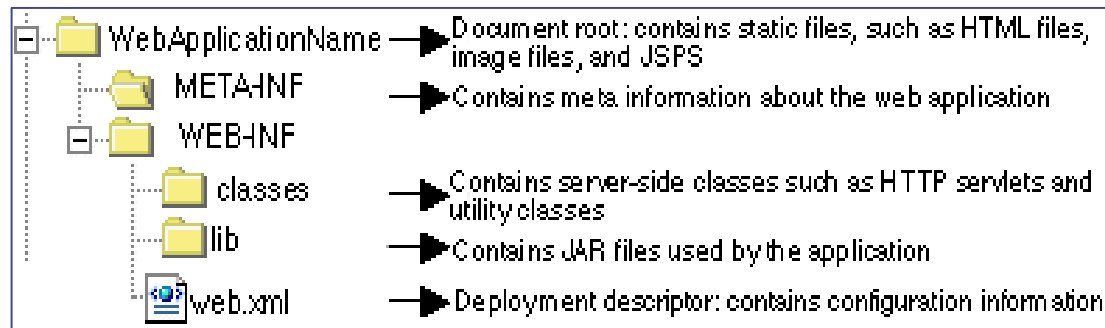 WebApplicationName
Document root: contains static files, such as HTML files,
image files, and JSPS
META-INF
Contains meta information about the web application
WEB-INF
classes
Contains server-side classes such as HTTP servlets and
utility classes
lib
Contains JAR files used by the application
web.xml
Deployment descriptor: contains configuration information